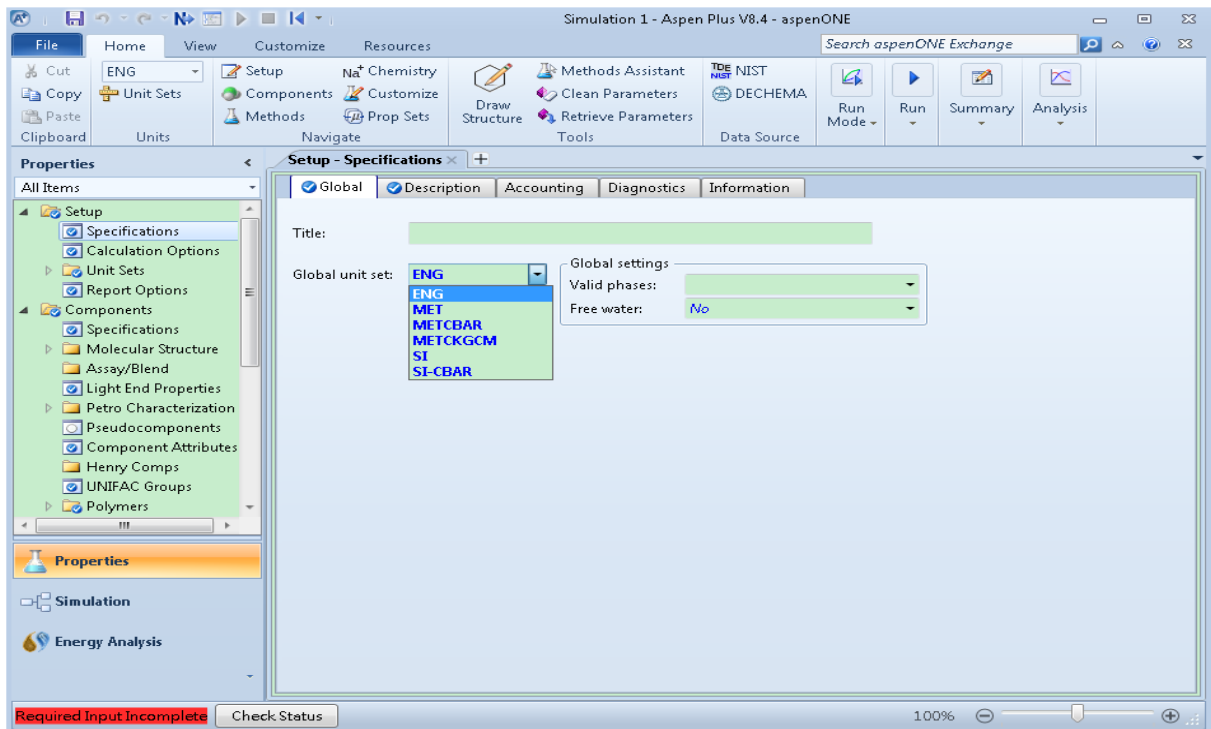 Simulation 1 - Aspen Plus V8.4 - aspenONE
File Home View Customize Resources Search aspenONE Exchange
Cut ENG Setup Na+ Chemistry Methods Assistant NIST
Copy Unit Sets Components Customize Draw Structure Clean Parameters DECHEMA Run Mode Run Summary Analysis
Paste Methods Prop Sets Retrieve Parameters
Clipboard Units Navigate Tools Data Source
Properties Setup - Specifications
All Items Global Description Accounting Diagnostics Information
Setup
Specifications
Calculation Options
Unit Sets
Report Options
Components
Specifications
Molecular Structure
Assay/Blend
Light End Properties
Petro Characterization
Pseudocomponents
Component Attributes
Henry Comps
UNIFAC Groups
Polymers
Title:
Global unit set: ENG
ENG
MET
METCBAR
METCKGCM
SI
SI-CBAR
Global settings
Valid phases:
Free water: No
Properties
Simulation
Energy Analysis
Required Input Incomplete Check Status 100%